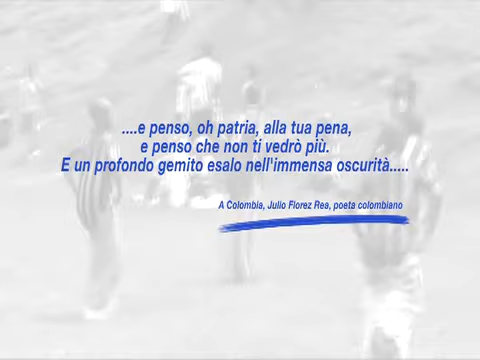 ....e penso, oh patria, alla tua pena,
e penso che non ti vedrò più.
E un profondo gemito esalo nell'immensa oscurità.....
A Colombia, Julio Florez Rea, poeta colombiano